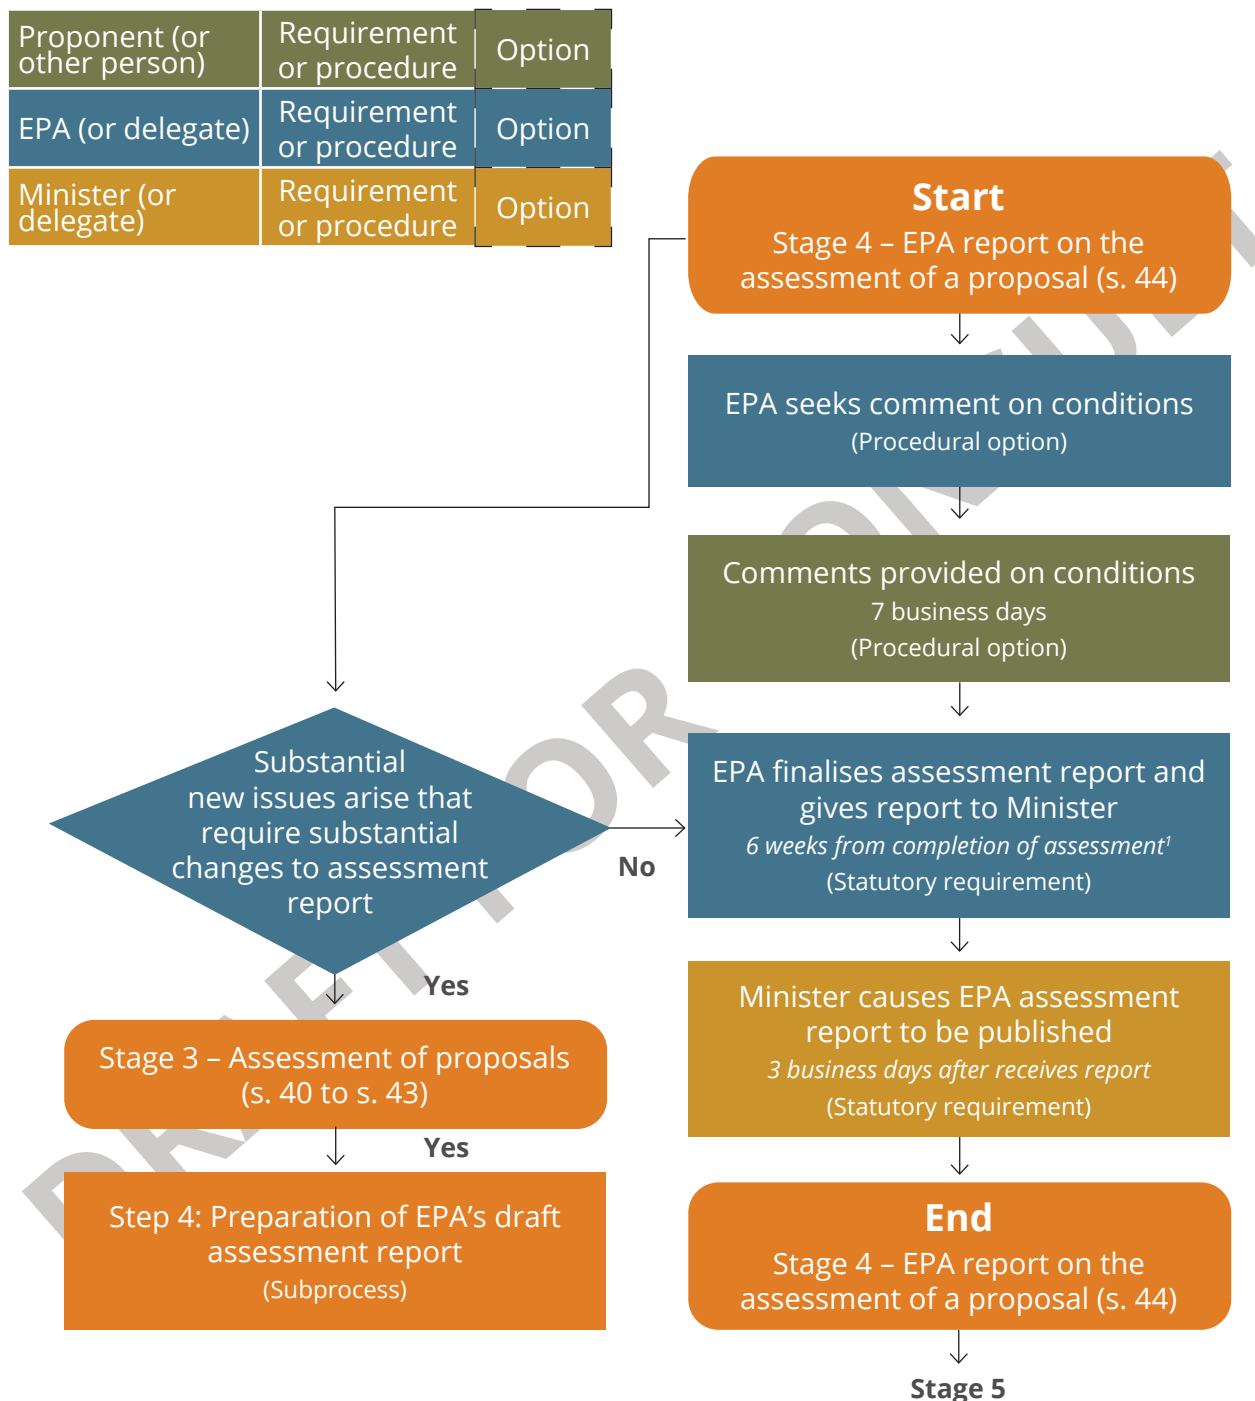 Proponent (or
other person)
Requirement
or procedure
Option
EPA (or delegate)
Requirement
or procedure
Option
Minister (or
delegate)
Requirement
or procedure
Option
Start
Stage 4 – EPA report on the
assessment of a proposal (s. 44)
EPA seeks comment on conditions
(Procedural option)
Comments provided on conditions
7 business days
(Procedural option)
Substantial
new issues arise that
require substantial
changes to assessment
report
No
EPA finalises assessment report and
gives report to Minister
6 weeks from completion of assessment¹
(Statutory requirement)
Yes
Minister causes EPA assessment
report to be published
3 business days after receives report
(Statutory requirement)
Stage 3 – Assessment of proposals
(s. 40 to s. 43)
Yes
Step 4: Preparation of EPA’s draft
assessment report
(Subprocess)
End
Stage 4 – EPA report on the
assessment of a proposal (s. 44)
Stage 5
DRAFT FOR